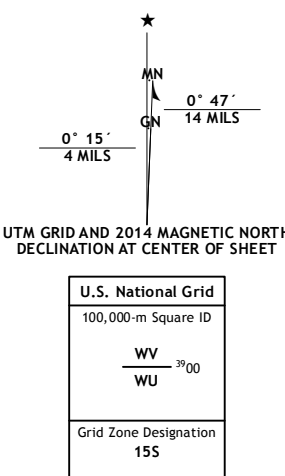 MN
0° 47´
14 MILS
GN
0° 15´
4 MILS
UTM GRID AND 2014 MAGNETIC NORTH
DECLINATION AT CENTER OF SHEET
U.S. National Grid
100,000-m Square ID
WV
3900
WU
Grid Zone Designation
15S